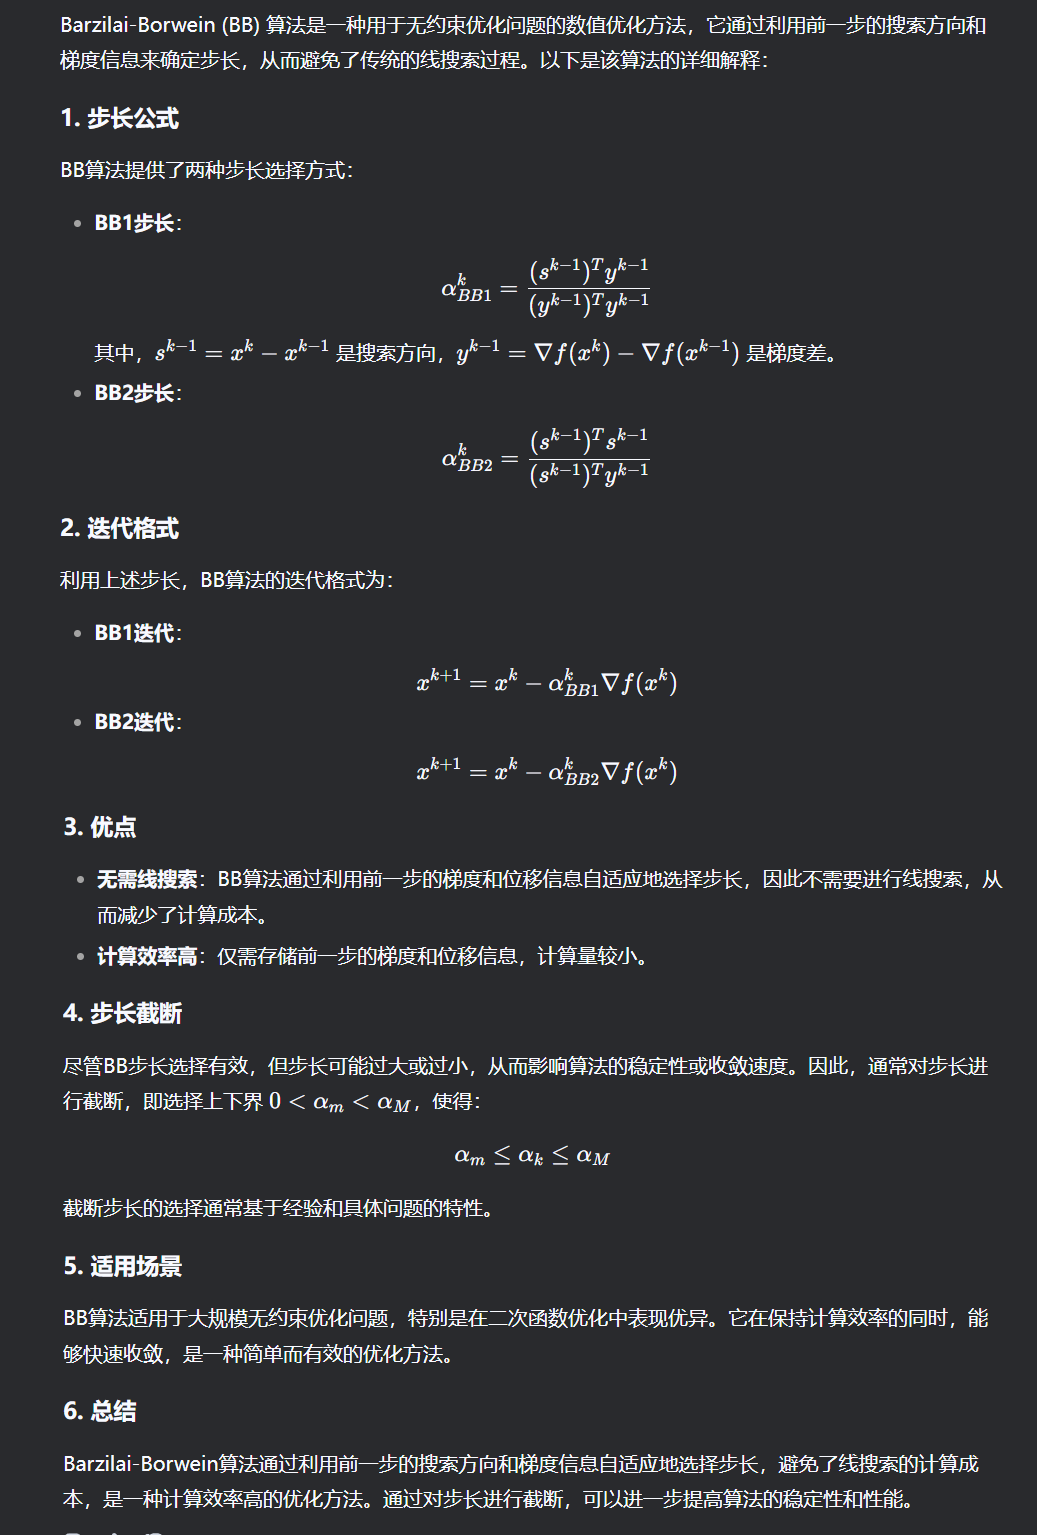 Barzilai-Borwein (BB) 算法是一种用于无约束优化问题的数值优化方法，它通过利用前一步的搜索方向和
梯度信息来确定步长，从而避免了传统的线搜索过程。以下是该算法的详细解释：
1. 步长公式
BB算法提供了两种步长选择方式：
• BB1步长：
$\alpha_{BB1}^{k} = \frac{(s^{k-1})^T y^{k-1}}{(y^{k-1})^T y^{k-1}}$
其中，$s^{k-1} = x^k - x^{k-1}$ 是搜索方向，$y^{k-1} = \nabla f(x^k) - \nabla f(x^{k-1})$ 是梯度差。
• BB2步长：
$\alpha_{BB2}^{k} = \frac{(s^{k-1})^T s^{k-1}}{(s^{k-1})^T y^{k-1}}$
2. 迭代格式
利用上述步长，BB算法的迭代格式为：
• BB1迭代：
$x^{k+1} = x^k - \alpha_{BB1}^{k} \nabla f(x^k)$
• BB2迭代：
$x^{k+1} = x^k - \alpha_{BB2}^{k} \nabla f(x^k)$
3. 优点
• 无需线搜索：BB算法通过利用前一步的梯度和位移信息自适应地选择步长，因此不需要进行线搜索，从
而减少了计算成本。
• 计算效率高：仅需存储前一步的梯度和位移信息，计算量较小。
4. 步长截断
尽管BB步长选择有效，但步长可能过大或过小，从而影响算法的稳定性或收敛速度。因此，通常对步长进
行截断，即选择上下界 $0 < \alpha_m < \alpha_M$，使得：
$\alpha_m \leq \alpha_k \leq \alpha_M$
截断步长的选择通常基于经验和具体问题的特性。
5. 适用场景
BB算法适用于大规模无约束优化问题，特别是在二次函数优化中表现优异。它在保持计算效率的同时，能
够快速收敛，是一种简单而有效的优化方法。
6. 总结
Barzilai-Borwein算法通过利用前一步的搜索方向和梯度信息自适应地选择步长，避免了线搜索的计算成
本，是一种计算效率高的优化方法。通过对步长进行截断，可以进一步提高算法的稳定性和性能。